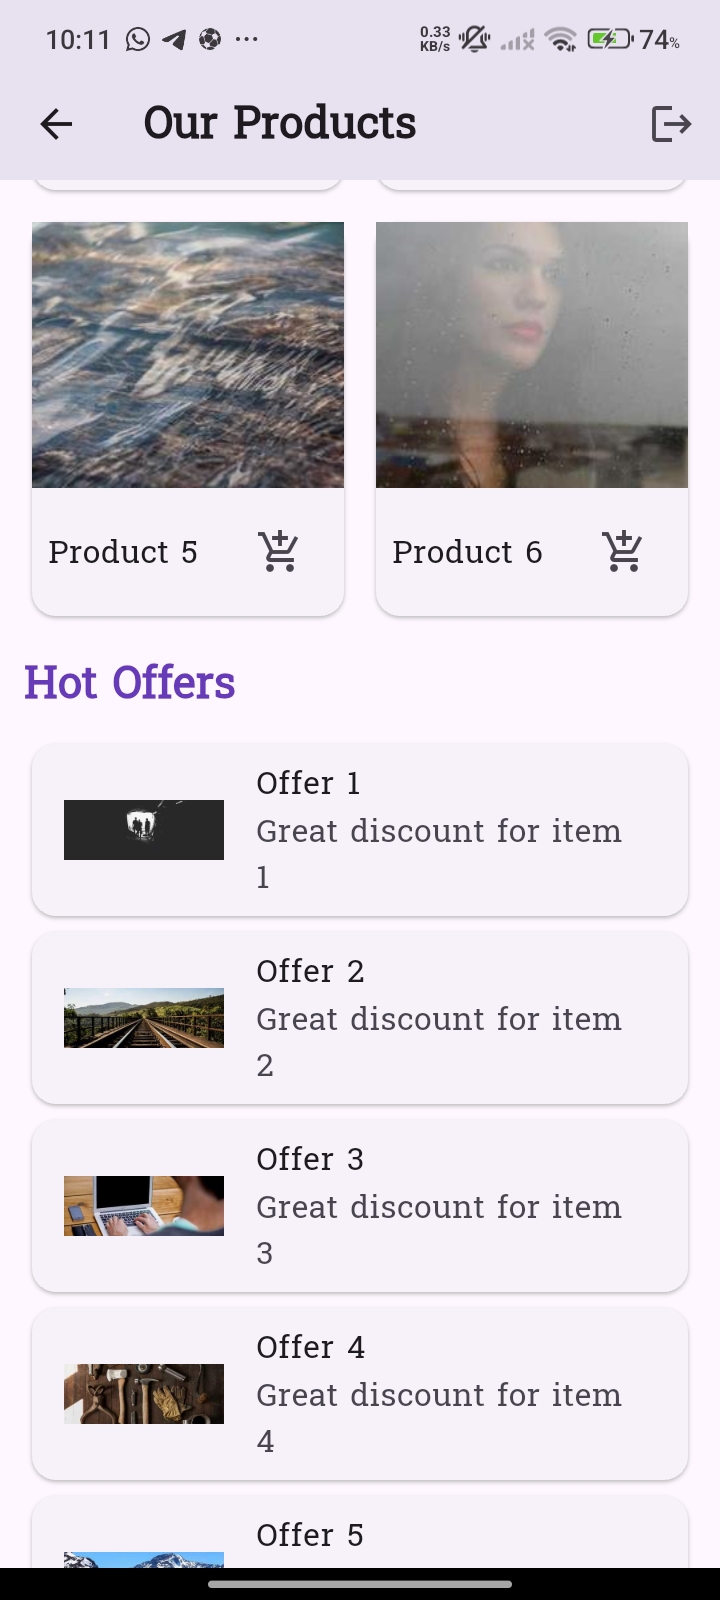 10:11 ... 0.33 KB/s 74%
Our Products
Product 5 Product 6
Hot Offers
Offer 1
Great discount for item
1
Offer 2
Great discount for item
2
Offer 3
Great discount for item
3
Offer 4
Great discount for item
4
Offer 5